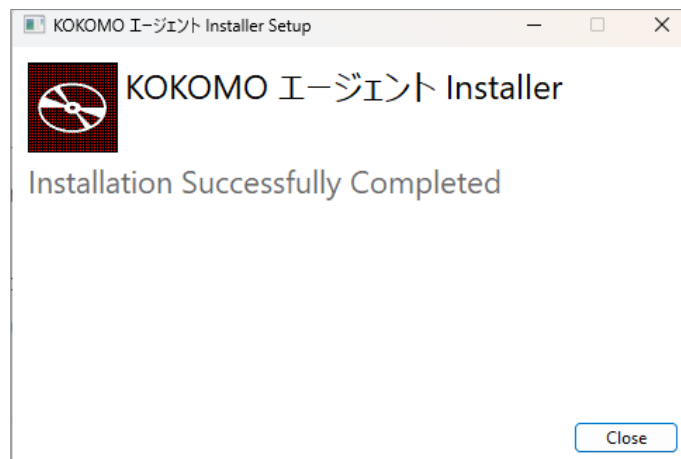 KOKOMO エージェント Installer Setup
KOKOMO エージェント Installer
Installation Successfully Completed
Close